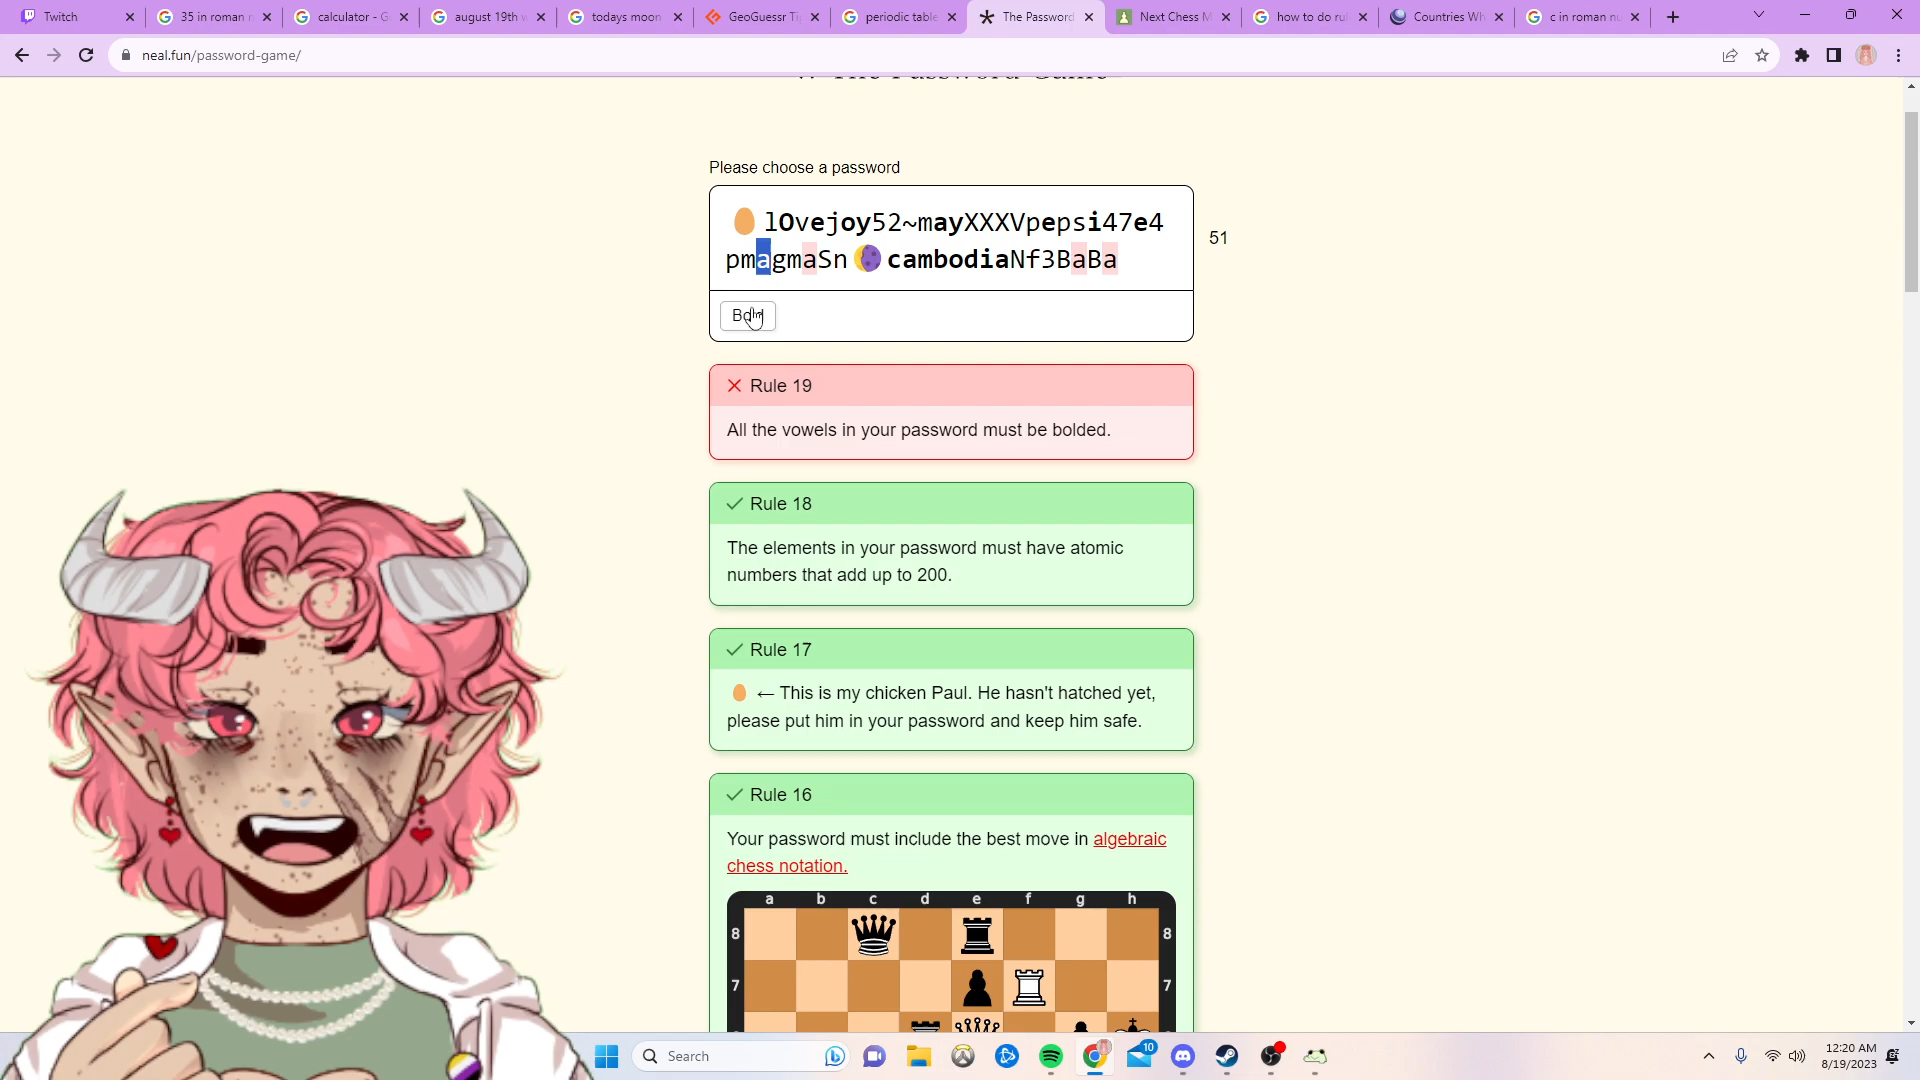 Twitch
35 in roman n
calculator - G
august 19th w
todays moon
GeoGuessr Ti
periodic table
The Password
Next Chess M
how to do ru
Countries Wh
c in roman nu
neal.fun/password-game/
Please choose a password
🥚lOvejoy52~mayXXXVpepsi47e4
pmagmaSn🌖cambodiaNf3BaBa
51
Bold
Rule 19
All the vowels in your password must be bolded.
Rule 18
The elements in your password must have atomic
numbers that add up to 200.
Rule 17
🥚 ← This is my chicken Paul. He hasn't hatched yet,
please put him in your password and keep him safe.
Rule 16
Your password must include the best move in algebraic
chess notation.
a b c d e f g h
8 8
7 7
Search
10
12:20 AM
8/19/2023